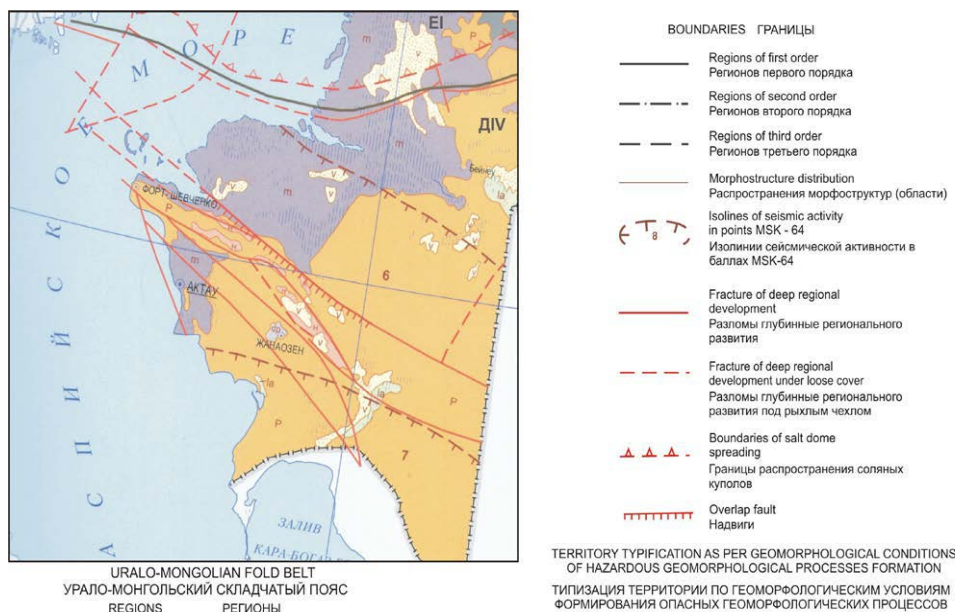 EI
М О Р Е
m
v
P
ДIV
Бейнеу
la
m
m
v
v
ФОРТ-ШЕВЧЕНКО
P
m
н
АКТАУ
6
v
н
v
ЖАНАОЗЕН
la
la
v
P
P
7
С П И Й С К О Е
ЗАЛИВ
КАРА-БОГАЗ
URALO-MONGOLIAN FOLD BELT
УРАЛО-МОНГОЛЬСКИЙ СКЛАДЧАТЫЙ ПОЯС
REGIONS РЕГИОНЫ
BOUNDARIES ГРАНИЦЫ
Regions of first order
Регионов первого порядка
Regions of second order
Регионов второго порядка
Regions of third order
Регионов третьего порядка
Morphostructure distribution
Распространения морфоструктур (области)
8
Isolines of seismic activity
in points MSK - 64
Изолинии сейсмической активности в
баллах MSK-64
Fracture of deep regional
development
Разломы глубинные регионального
развития
Fracture of deep regional
development under loose cover
Разломы глубинные регионального
развития под рыхлым чехлом
Boundaries of salt dome
spreading
Границы распространения соляных
куполов
Overlap fault
Надвиги
TERRITORY TYPIFICATION AS PER GEOMORPHOLOGICAL CONDITIONS
OF HAZARDOUS GEOMORPHOLOGICAL PROCESSES FORMATION
ТИПИЗАЦИЯ ТЕРРИТОРИИ ПО ГЕОМОРФОЛОГИЧЕСКИМ УСЛОВИЯМ
ФОРМИРОВАНИЯ ОПАСНЫХ ГЕОМОРФОЛОГИЧЕСКИХ ПРОЦЕССОВ